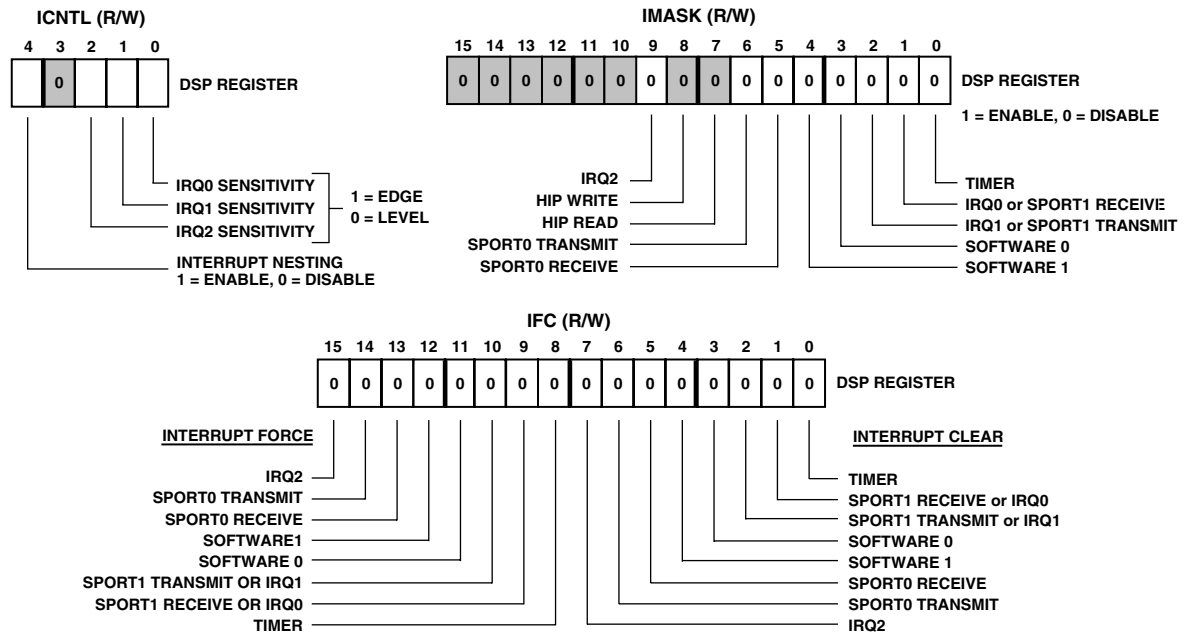 ICNTL (R/W)
4 3 2 1 0
0
DSP REGISTER
IRQ0 SENSITIVITY
IRQ1 SENSITIVITY
IRQ2 SENSITIVITY
1 = EDGE
0 = LEVEL
INTERRUPT NESTING
1 = ENABLE, 0 = DISABLE
IMASK (R/W)
15 14 13 12 11 10 9 8 7 6 5 4 3 2 1 0
0 0 0 0 0 0 0 0 0 0 0 0 0 0 0 0
DSP REGISTER
1 = ENABLE, 0 = DISABLE
IRQ2
HIP WRITE
HIP READ
SPORT0 TRANSMIT
SPORT0 RECEIVE
TIMER
IRQ0 or SPORT1 RECEIVE
IRQ1 or SPORT1 TRANSMIT
SOFTWARE 0
SOFTWARE 1
IFC (R/W)
15 14 13 12 11 10 9 8 7 6 5 4 3 2 1 0
0 0 0 0 0 0 0 0 0 0 0 0 0 0 0 0
DSP REGISTER
INTERRUPT FORCE
IRQ2
SPORT0 TRANSMIT
SPORT0 RECEIVE
SOFTWARE1
SOFTWARE 0
SPORT1 TRANSMIT OR IRQ1
SPORT1 RECEIVE OR IRQ0
TIMER
INTERRUPT CLEAR
TIMER
SPORT1 RECEIVE or IRQ0
SPORT1 TRANSMIT or IRQ1
SOFTWARE 0
SOFTWARE 1
SPORT0 RECEIVE
SPORT0 TRANSMIT
IRQ2